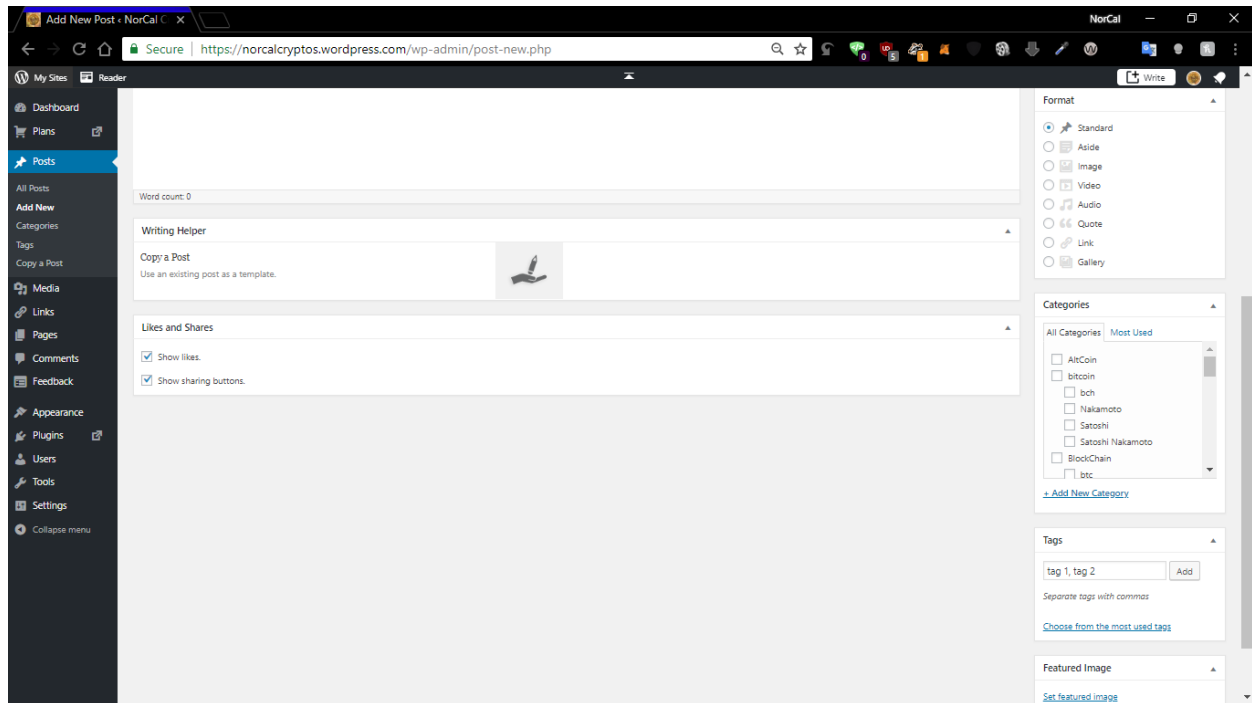 Add New Post ‹ NorCal C
NorCal
Secure | https://norcalcryptos.wordpress.com/wp-admin/post-new.php
0
5
1
My Sites
Reader
Write
Dashboard
Plans
Posts
All Posts
Add New
Categories
Tags
Copy a Post
Media
Links
Pages
Comments
Feedback
Appearance
Plugins
Users
Tools
Settings
Collapse menu
Word count: 0
Writing Helper
Copy a Post
Use an existing post as a template.
Likes and Shares
Show likes.
Show sharing buttons.
Format
Standard
Aside
Image
Video
Audio
Quote
Link
Gallery
Categories
All Categories Most Used
AltCoin
bitcoin
bch
Nakamoto
Satoshi
Satoshi Nakamoto
BlockChain
btc
+ Add New Category
Tags
tag 1, tag 2 Add
Separate tags with commas
Choose from the most used tags
Featured Image
Set featured image